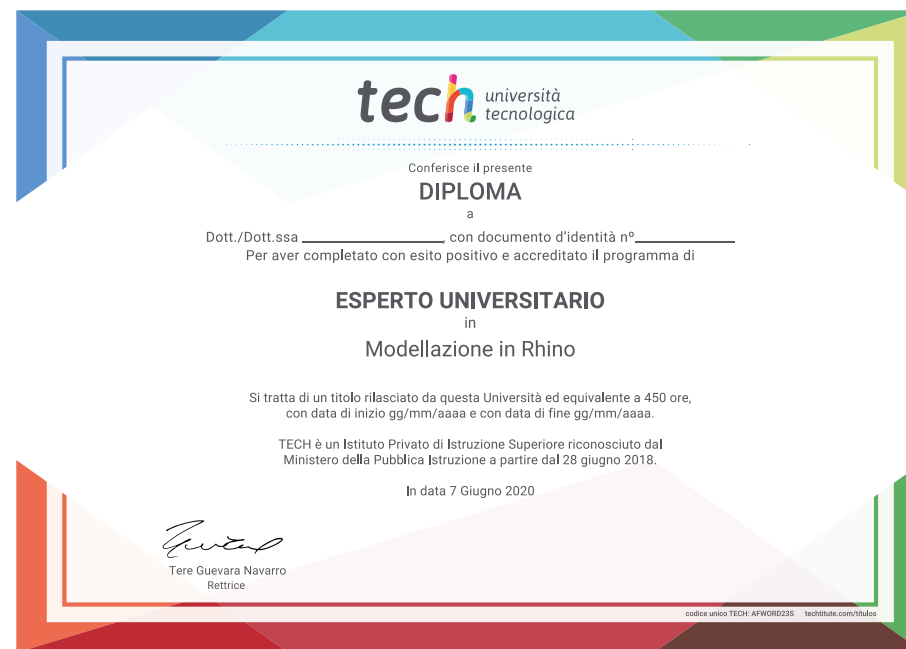 tech università
tecnologica
Conferisce il presente
DIPLOMA
a
Dott./Dott.ssa ____________________, con documento d'identità nº______________
Per aver completato con esito positivo e accreditato il programma di
ESPERTO UNIVERSITARIO
in
Modellazione in Rhino
Si tratta di un titolo rilasciato da questa Università ed equivalente a 450 ore,
con data di inizio gg/mm/aaaa e con data di fine gg/mm/aaaa.
TECH è un Istituto Privato di Istruzione Superiore riconosciuto dal
Ministero della Pubblica Istruzione a partire dal 28 giugno 2018.
In data 7 Giugno 2020
Tere Guevara Navarro
Rettrice
codice unico TECH: AFWORD23S techtitute.com/títulos